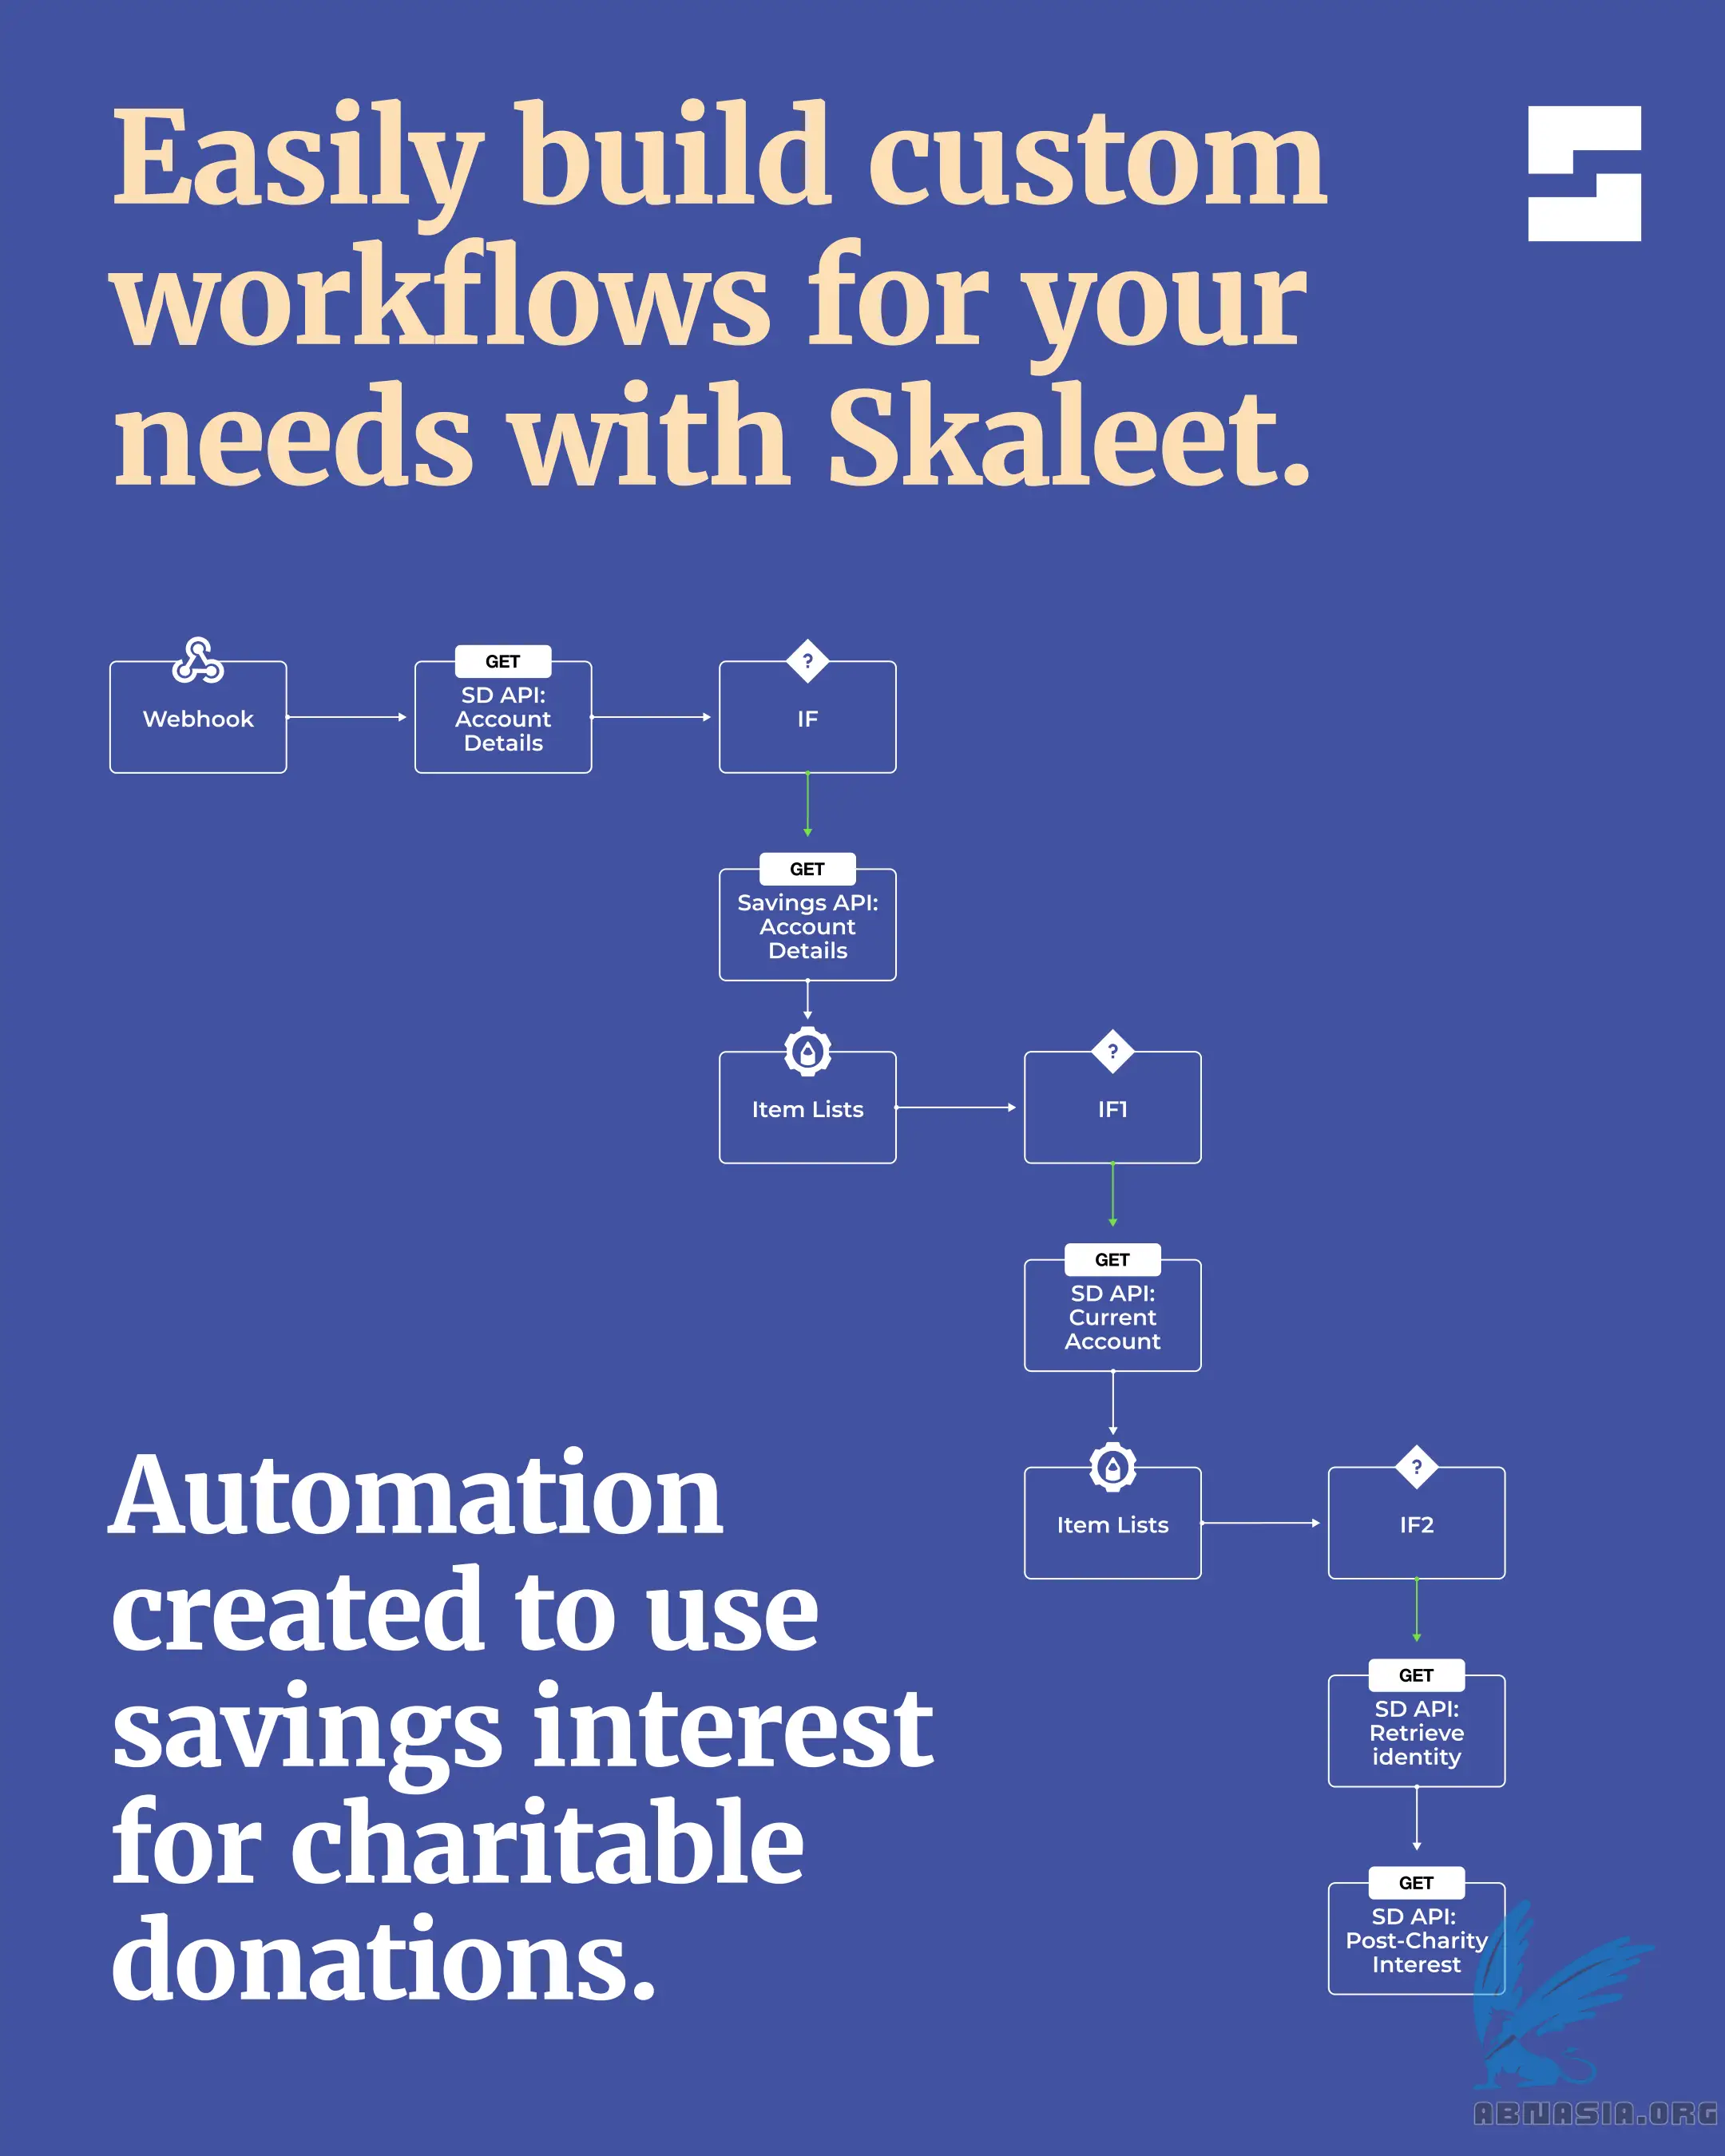 Easily build custom
workflows for your
needs with Skaleet.
Webhook
GET
SD API:
Account
Details
?
IF
GET
Savings API:
Account
Details
Item Lists
?
IF1
GET
SD API:
Current
Account
Item Lists
?
IF2
GET
SD API:
Retrieve
identity
GET
SD API:
Post-Charity
Interest
Automation
created to use
savings interest
for charitable
donations.
ABNASIA.ORG